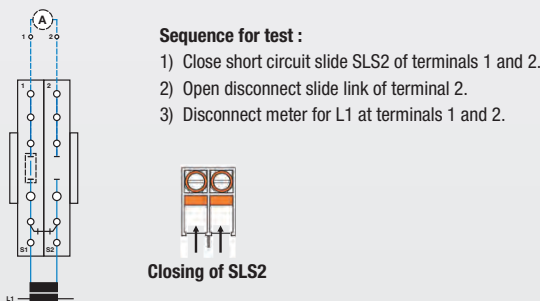 A
1 2
Sequence for test :
1) Close short circuit slide SLS2 of terminals 1 and 2.
2) Open disconnect slide link of terminal 2.
3) Disconnect meter for L1 at terminals 1 and 2.
1 2
S1 S2
Closing of SLS2
L1